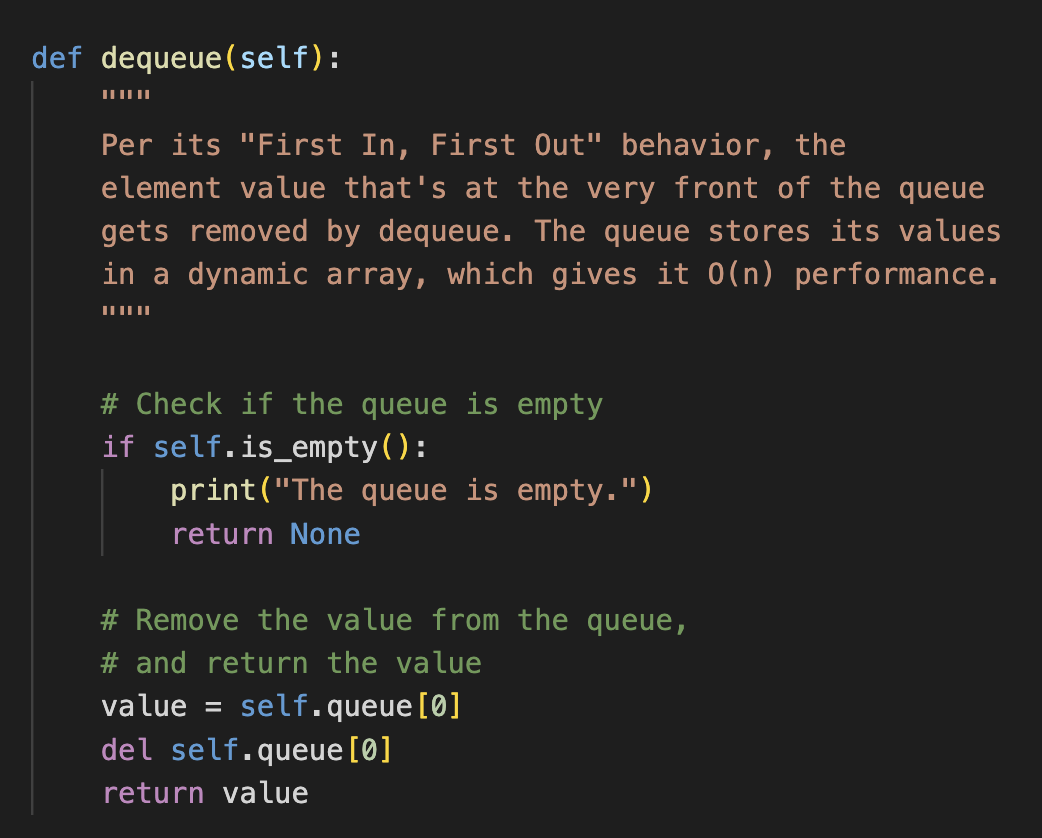 def dequeue(self):
    """
    Per its "First In, First Out" behavior, the
    element value that's at the very front of the queue
    gets removed by dequeue. The queue stores its values
    in a dynamic array, which gives it O(n) performance.
    """

    # Check if the queue is empty
    if self.is_empty():
        print("The queue is empty.")
        return None

    # Remove the value from the queue,
    # and return the value
    value = self.queue[0]
    del self.queue[0]
    return value